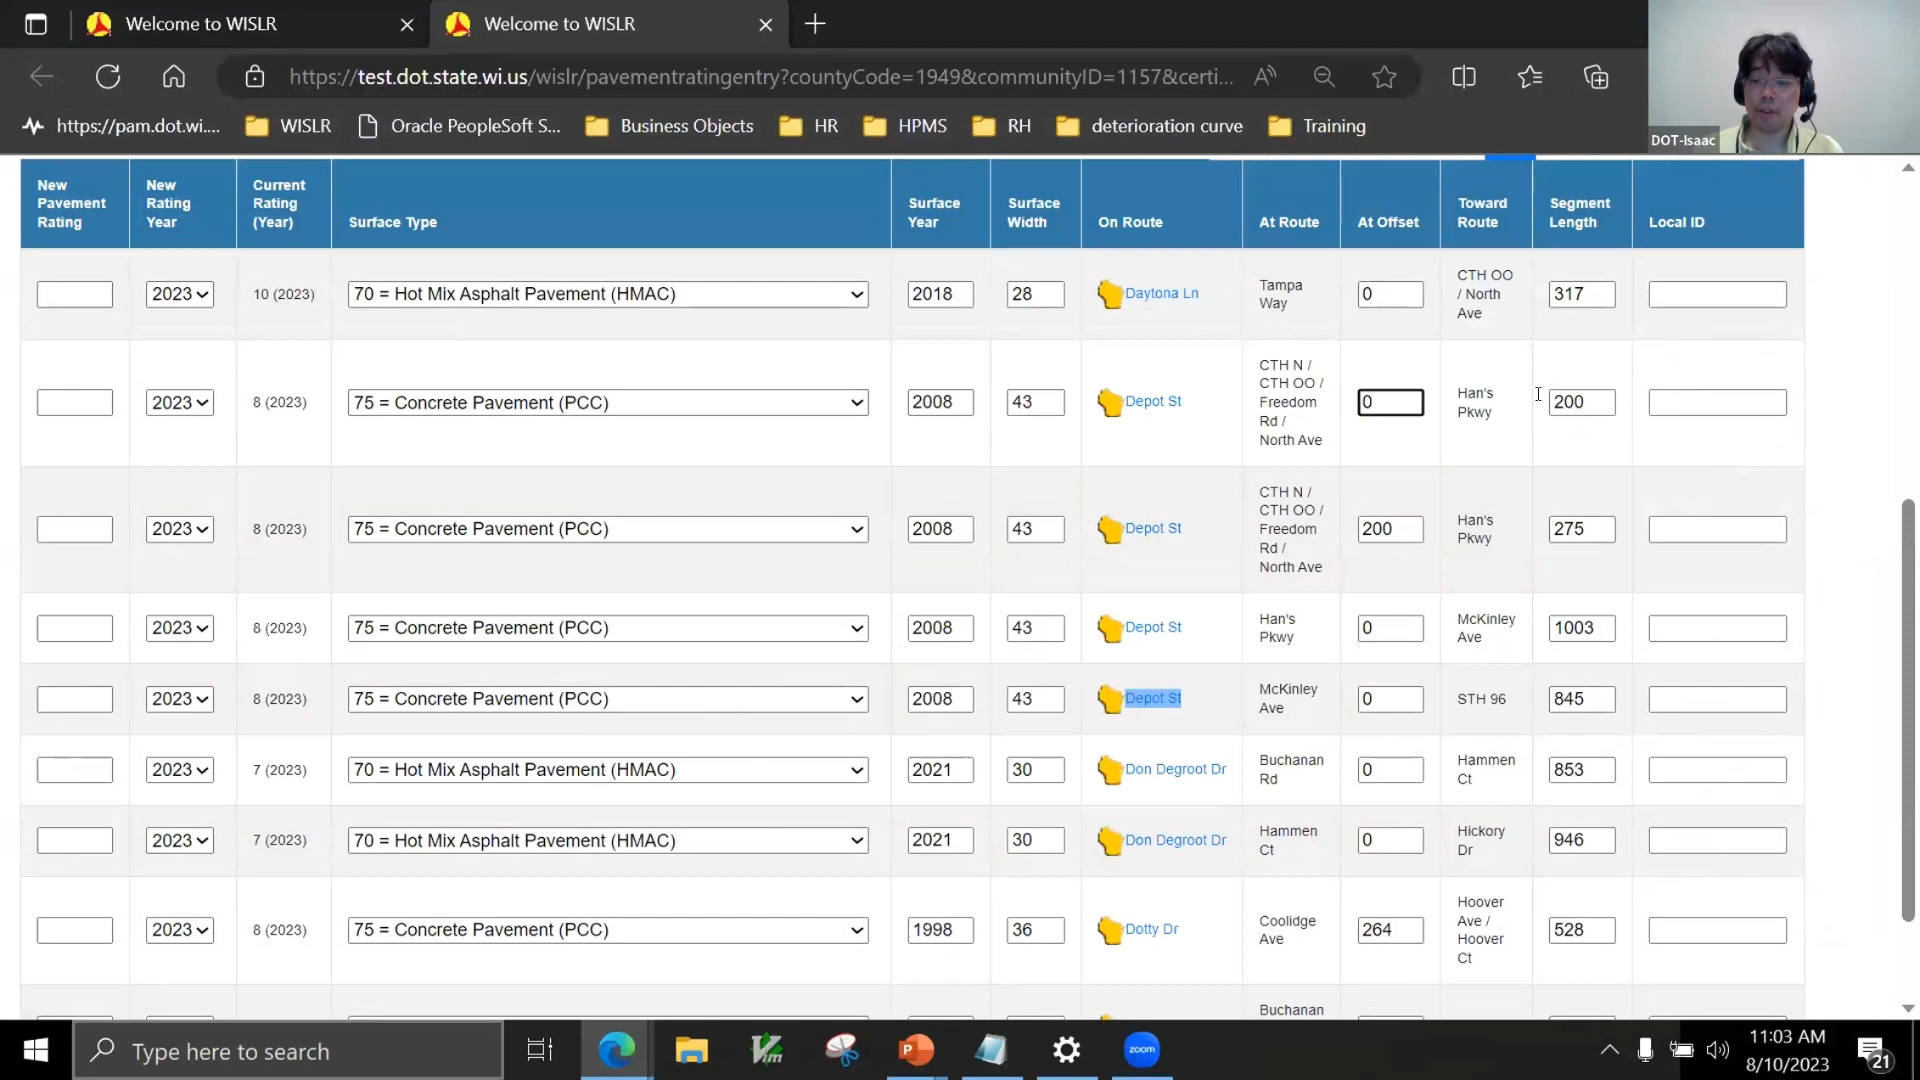 Welcome to WISLR
Welcome to WISLR
https://test.dot.state.wi.us/wislr/pavementratingentry?countyCode=1949&communityID=1157&certi...
https://pam.dot.wi....
WISLR
Oracle PeopleSoft S...
Business Objects
HR
HPMS
RH
deterioration curve
Training
DOT-Isaac
New
Pavement
Rating
New
Rating
Year
Current
Rating
(Year)
Surface Type
Surface
Year
Surface
Width
On Route
At Route
At Offset
Toward
Route
Segment
Length
Local ID
2023
10 (2023)
70 = Hot Mix Asphalt Pavement (HMAC)
2018
28
Daytona Ln
Tampa
Way
0
CTH OO
/ North
Ave
317
2023
8 (2023)
75 = Concrete Pavement (PCC)
2008
43
Depot St
CTH N /
CTH OO /
Freedom
Rd /
North Ave
0
Han's
Pkwy
200
2023
8 (2023)
75 = Concrete Pavement (PCC)
2008
43
Depot St
CTH N /
CTH OO /
Freedom
Rd /
North Ave
200
Han's
Pkwy
275
2023
8 (2023)
75 = Concrete Pavement (PCC)
2008
43
Depot St
Han's
Pkwy
0
McKinley
Ave
1003
2023
8 (2023)
75 = Concrete Pavement (PCC)
2008
43
Depot St
McKinley
Ave
0
STH 96
845
2023
7 (2023)
70 = Hot Mix Asphalt Pavement (HMAC)
2021
30
Don Degroot Dr
Buchanan
Rd
0
Hammen
Ct
853
2023
7 (2023)
70 = Hot Mix Asphalt Pavement (HMAC)
2021
30
Don Degroot Dr
Hammen
Ct
0
Hickory
Dr
946
2023
8 (2023)
75 = Concrete Pavement (PCC)
1998
36
Dotty Dr
Coolidge
Ave
264
Hoover
Ave /
Hoover
Ct
528
Buchanan
Type here to search
zoom
11:03 AM
8/10/2023
21